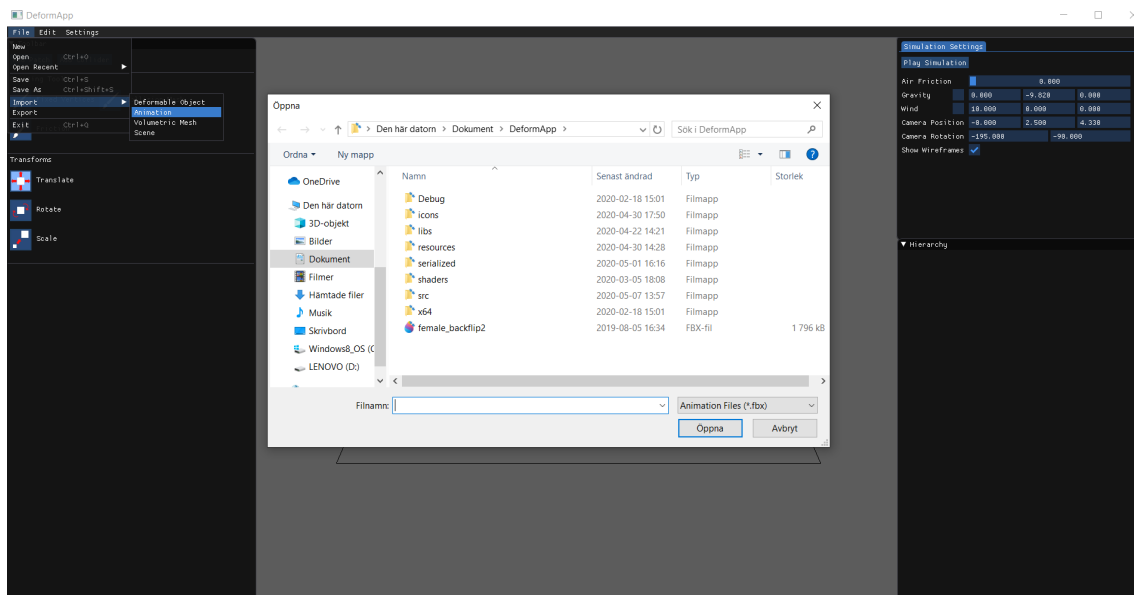 DeformApp
File Edit Settings
New
Open Ctrl+O
Open Recent
Save Ctrl+S
Save As Ctrl+Shift+S
Import
Export
Exit Ctrl+Q
Deformable Object
Animation
Volumetric Mesh
Scene
Transforms
Translate
Rotate
Scale
Öppna
Den här datorn > Dokument > DeformApp >
Sök i DeformApp
Ordna Ny mapp
OneDrive
Den här datorn
3D-objekt
Bilder
Dokument
Filmer
Hämtade filer
Musik
Skrivbord
Windows8_OS (C
LENOVO (D:)
Namn Senast ändrad Typ Storlek
Debug 2020-02-18 15:01 Filmapp
icons 2020-04-30 17:50 Filmapp
libs 2020-04-22 14:21 Filmapp
resources 2020-04-30 14:28 Filmapp
serialized 2020-05-01 16:16 Filmapp
shaders 2020-03-05 18:08 Filmapp
src 2020-05-07 13:57 Filmapp
x64 2020-02-18 15:01 Filmapp
female_backflip2 2019-08-05 16:34 FBX-fil 1 796 kB
Filnamn:
Animation Files (*.fbx)
Öppna Avbryt
Simulation Settings
Play Simulation
Air Friction 0.000
Gravity 0.000 -9.820 0.000
Wind 10.000 0.000 0.000
Camera Position -0.000 2.500 4.330
Camera Rotation -195.000 -90.000
Show Wireframes
Hierarchy